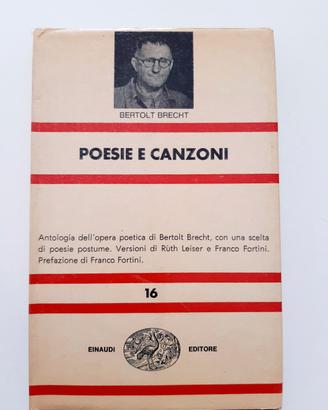 BERTOLT BRECHT
POESIE E CANZONI
Antologia dell'opera poetica di Bertolt Brecht, con una scelta
di poesie postume. Versioni di Rüth Leiser e Franco Fortini.
Prefazione di Franco Fortini.
16
EINAUDI EDITORE